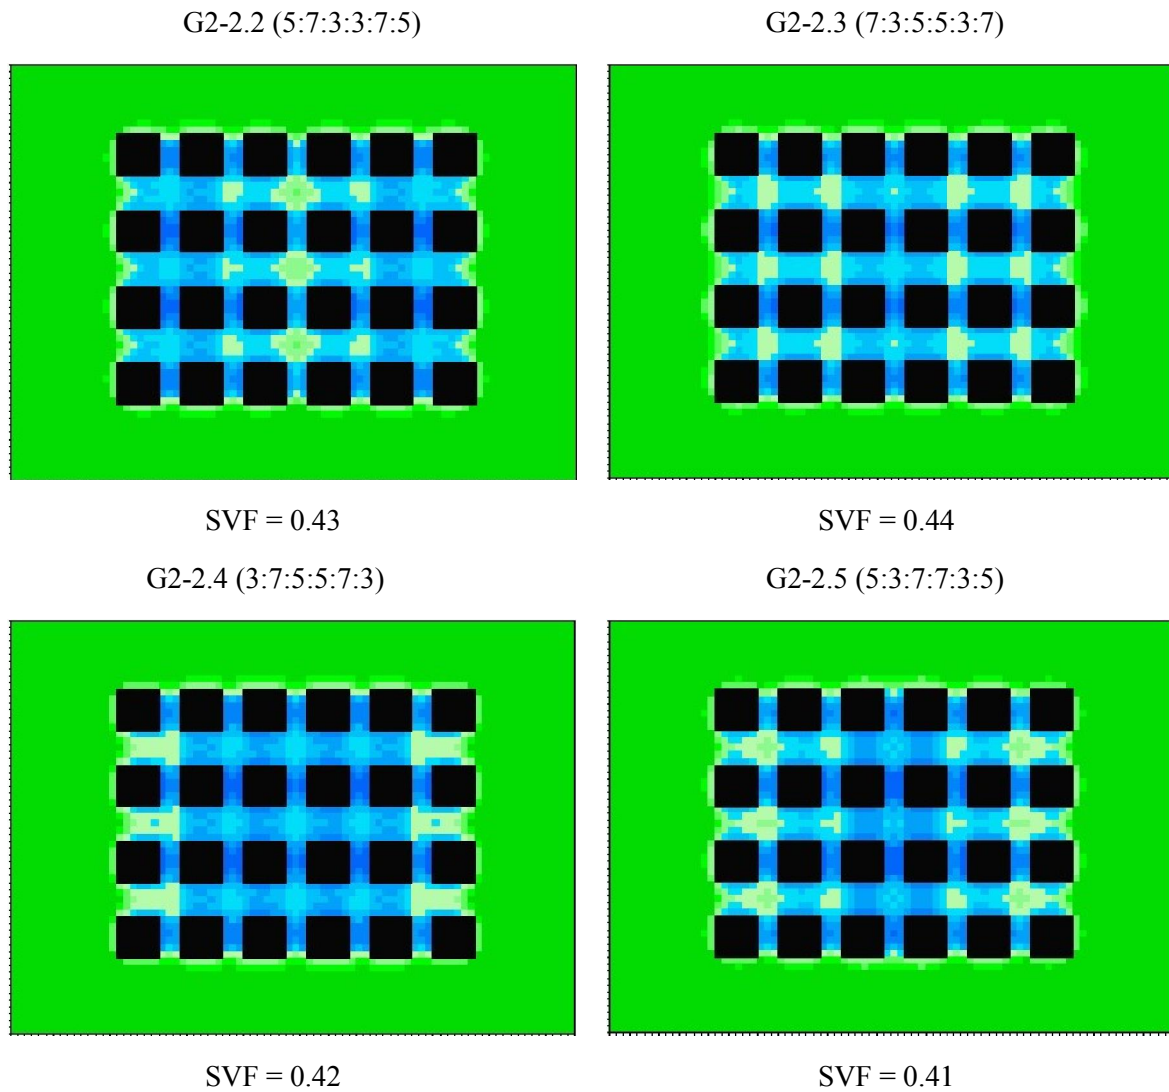 G2-2.2 (5:7:3:3:7:5)
G2-2.3 (7:3:5:5:3:7)
SVF = 0.43
SVF = 0.44
G2-2.4 (3:7:5:5:7:3)
G2-2.5 (5:3:7:7:3:5)
SVF = 0.42
SVF = 0.41